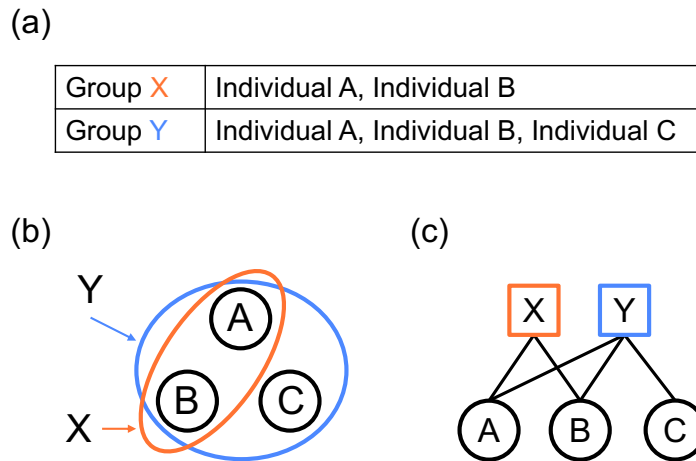 (a)
Group X Individual A, Individual B
Group Y Individual A, Individual B, Individual C
(b)
Y
A
B
C
X
(c)
X Y
A B C